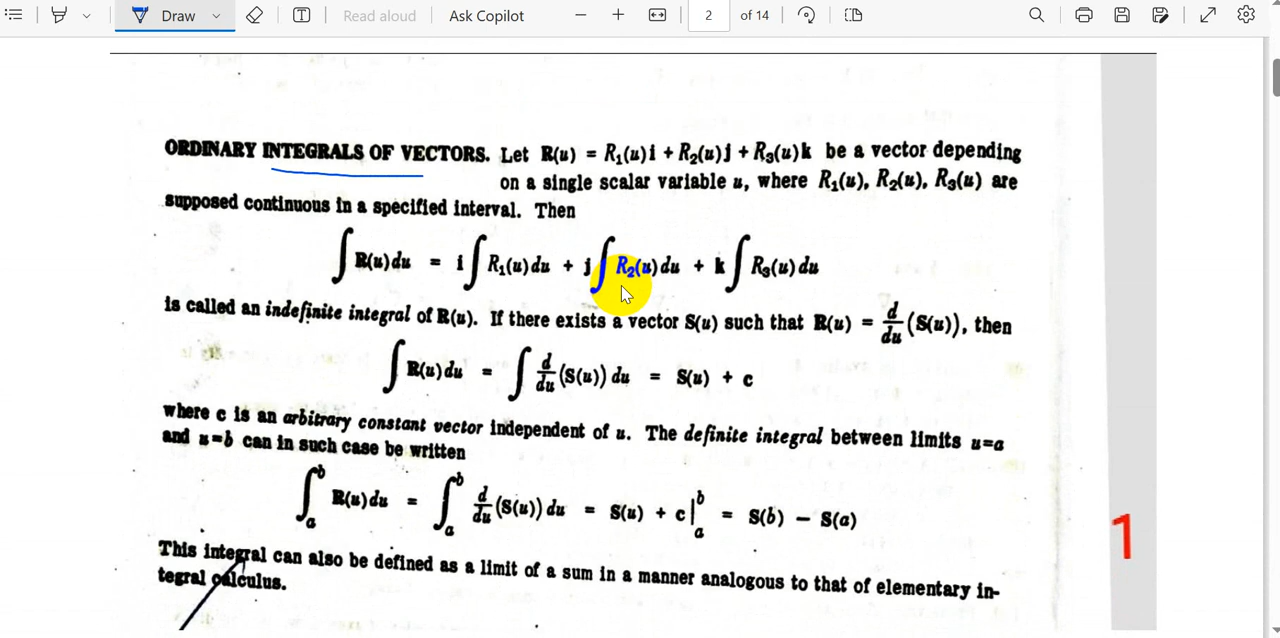 Draw Read aloud Ask Copilot 2 of 14
ORDINARY INTEGRALS OF VECTORS. Let R(u) = R₁(u)i + R₂(u)j + R₃(u)k be a vector depending
on a single scalar variable u, where R₁(u), R₂(u), R₃(u) are
supposed continuous in a specified interval. Then
∫ R(u) du = i ∫ R₁(u) du + j ∫ R₂(u) du + k ∫ R₃(u) du
is called an indefinite integral of R(u). If there exists a vector S(u) such that R(u) = d/du (S(u)), then
∫ R(u) du = ∫ d/du (S(u)) du = S(u) + c
where c is an arbitrary constant vector independent of u. The definite integral between limits u=a
and u=b can in such case be written
∫ₐᵇ R(u) du = ∫ₐᵇ d/du (S(u)) du = S(u) + c |ₐᵇ = S(b) − S(a)
1
This integral can also be defined as a limit of a sum in a manner analogous to that of elementary in-
tegral calculus.